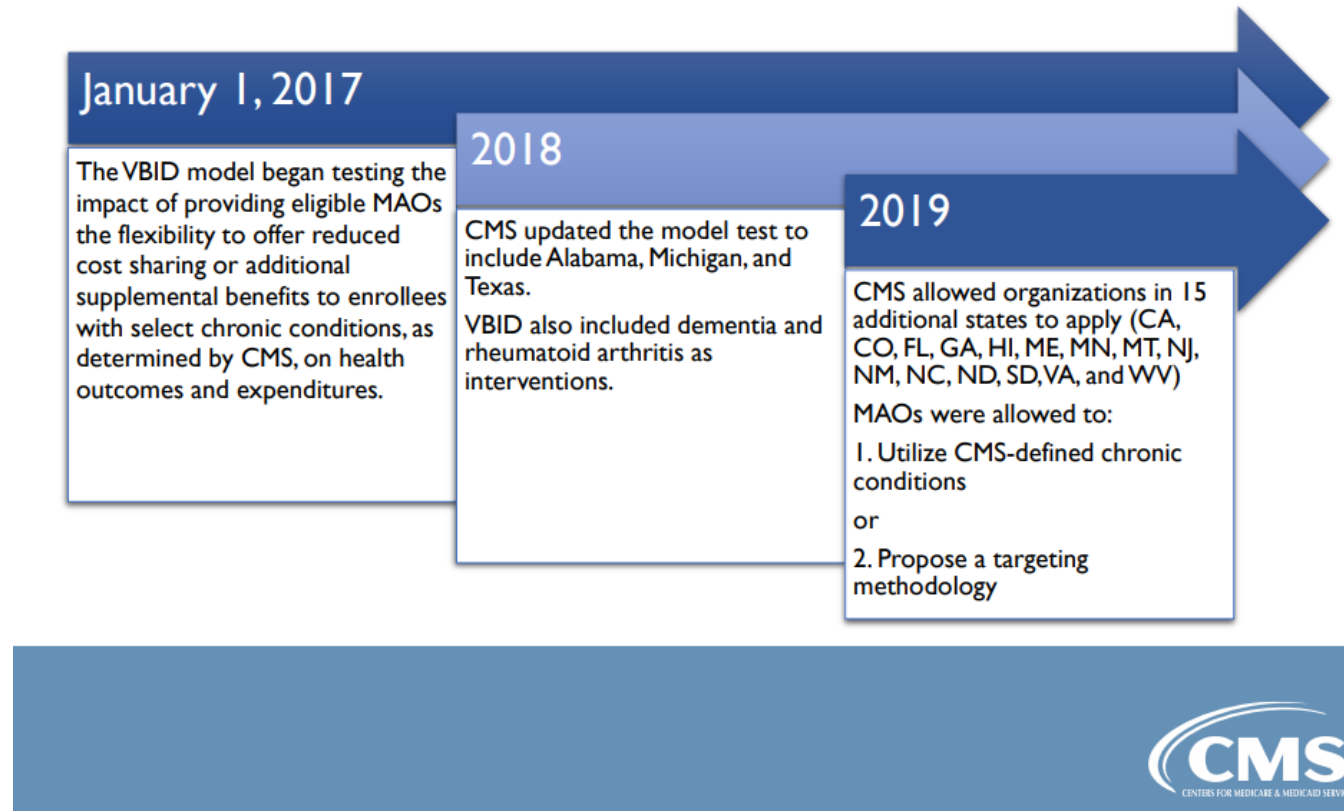 January 1, 2017
The VBID model began testing the
impact of providing eligible MAOs
the flexibility to offer reduced
cost sharing or additional
supplemental benefits to enrollees
with select chronic conditions, as
determined by CMS, on health
outcomes and expenditures.
2018
CMS updated the model test to
include Alabama, Michigan, and
Texas.
VBID also included dementia and
rheumatoid arthritis as
interventions.
2019
CMS allowed organizations in 15
additional states to apply (CA,
CO, FL, GA, HI, ME, MN, MT, NJ,
NM, NC, ND, SD, VA, and WV)
MAOs were allowed to:
1. Utilize CMS-defined chronic
conditions
or
2. Propose a targeting
methodology
CMS
CENTERS FOR MEDICARE & MEDICAID